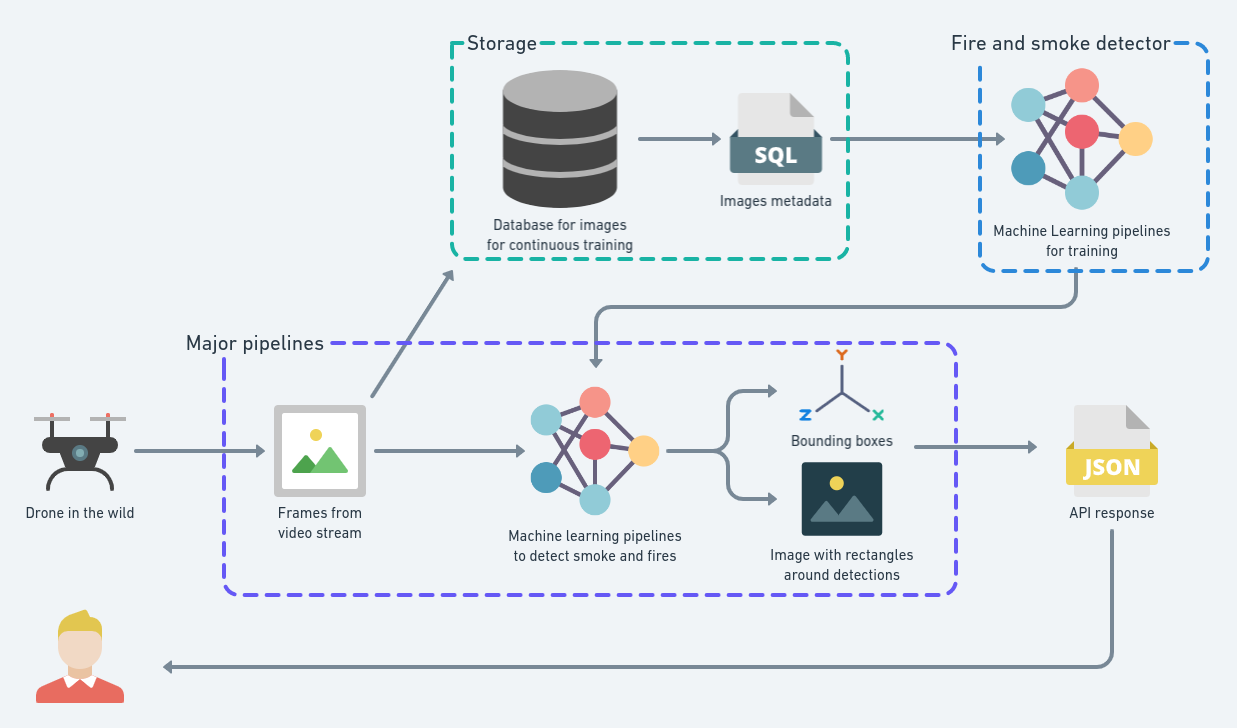 Storage
Fire and smoke detector
SQL
Images metadata
Database for images
for continuous training
Machine Learning pipelines
for training
Major pipelines
Y
Z
X
Bounding boxes
JSON
Drone in the wild
Frames from
video stream
Machine learning pipelines
to detect smoke and fires
API response
Image with rectangles
around detections